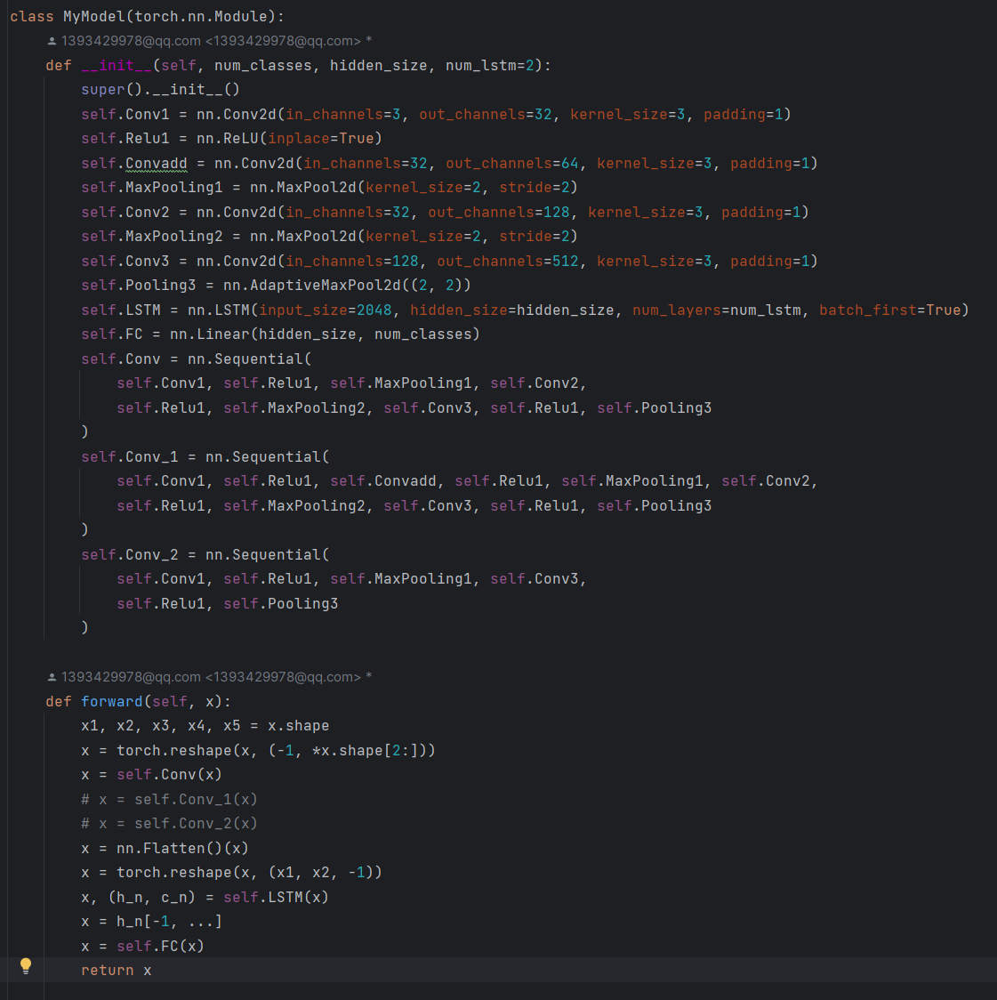 class MyModel(torch.nn.Module):
1393429978@qq.com <1393429978@qq.com> *
def __init__(self, num_classes, hidden_size, num_lstm=2):
super().__init__()
self.Conv1 = nn.Conv2d(in_channels=3, out_channels=32, kernel_size=3, padding=1)
self.Relu1 = nn.ReLU(inplace=True)
self.Convadd = nn.Conv2d(in_channels=32, out_channels=64, kernel_size=3, padding=1)
self.MaxPooling1 = nn.MaxPool2d(kernel_size=2, stride=2)
self.Conv2 = nn.Conv2d(in_channels=32, out_channels=128, kernel_size=3, padding=1)
self.MaxPooling2 = nn.MaxPool2d(kernel_size=2, stride=2)
self.Conv3 = nn.Conv2d(in_channels=128, out_channels=512, kernel_size=3, padding=1)
self.Pooling3 = nn.AdaptiveMaxPool2d((2, 2))
self.LSTM = nn.LSTM(input_size=2048, hidden_size=hidden_size, num_layers=num_lstm, batch_first=True)
self.FC = nn.Linear(hidden_size, num_classes)
self.Conv = nn.Sequential(
self.Conv1, self.Relu1, self.MaxPooling1, self.Conv2,
self.Relu1, self.MaxPooling2, self.Conv3, self.Relu1, self.Pooling3
)
self.Conv_1 = nn.Sequential(
self.Conv1, self.Relu1, self.Convadd, self.Relu1, self.MaxPooling1, self.Conv2,
self.Relu1, self.MaxPooling2, self.Conv3, self.Relu1, self.Pooling3
)
self.Conv_2 = nn.Sequential(
self.Conv1, self.Relu1, self.MaxPooling1, self.Conv3,
self.Relu1, self.Pooling3
)
1393429978@qq.com <1393429978@qq.com> *
def forward(self, x):
x1, x2, x3, x4, x5 = x.shape
x = torch.reshape(x, (-1, *x.shape[2:]))
x = self.Conv(x)
# x = self.Conv_1(x)
# x = self.Conv_2(x)
x = nn.Flatten()(x)
x = torch.reshape(x, (x1, x2, -1))
x, (h_n, c_n) = self.LSTM(x)
x = h_n[-1, ...]
x = self.FC(x)
return x